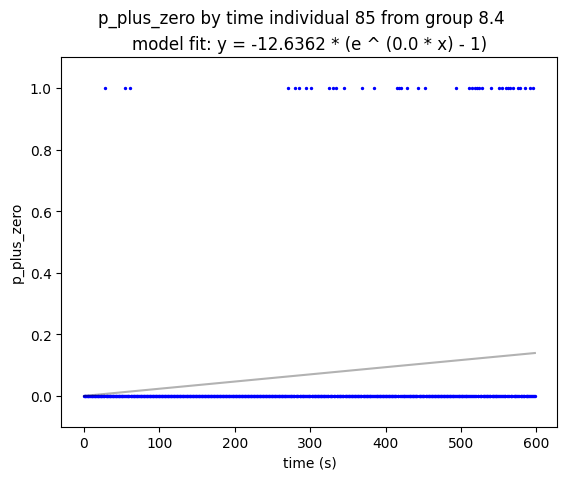 p_plus_zero by time individual 85 from group 8.4
model fit: y = -12.6362 * (e ^ (0.0 * x) - 1)
1.0
0.8
0.6
0.4
0.2
0.0
p_plus_zero
0 100 200 300 400 500 600
time (s)